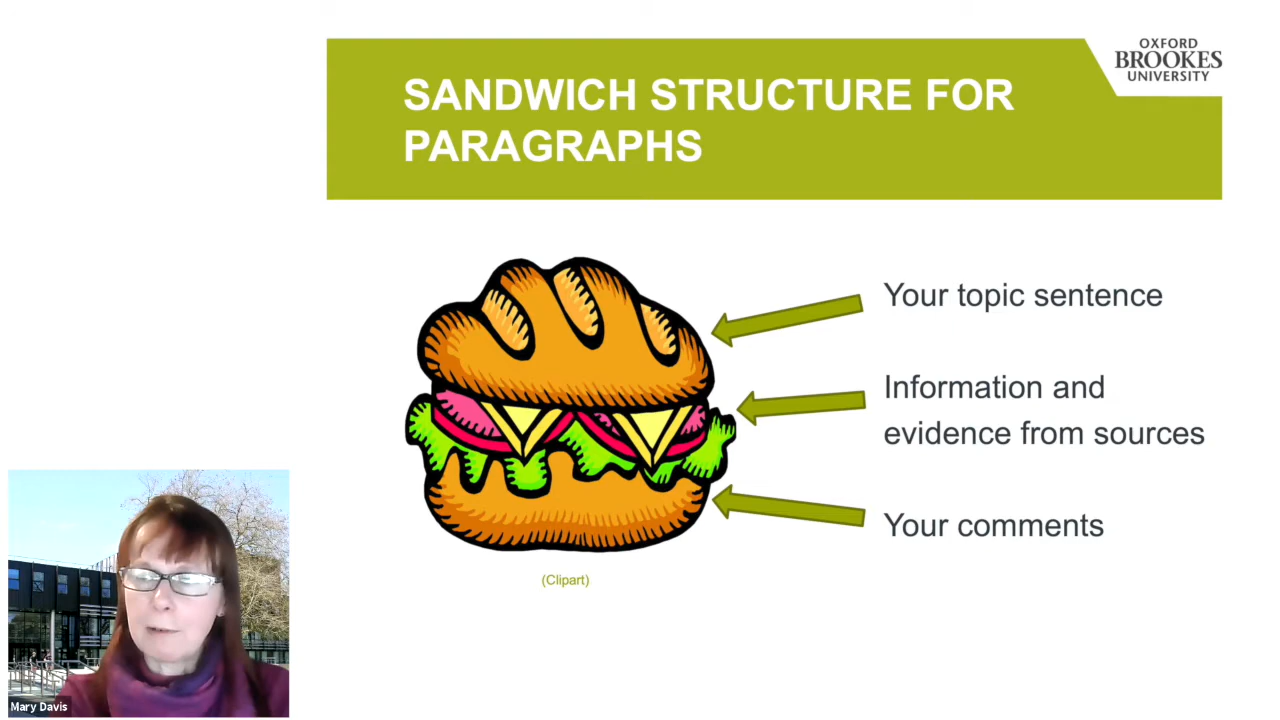 OXFORD
BROOKES
UNIVERSITY
SANDWICH STRUCTURE FOR
PARAGRAPHS
Your topic sentence
Information and
evidence from sources
Your comments
(Clipart)
Mary Davis